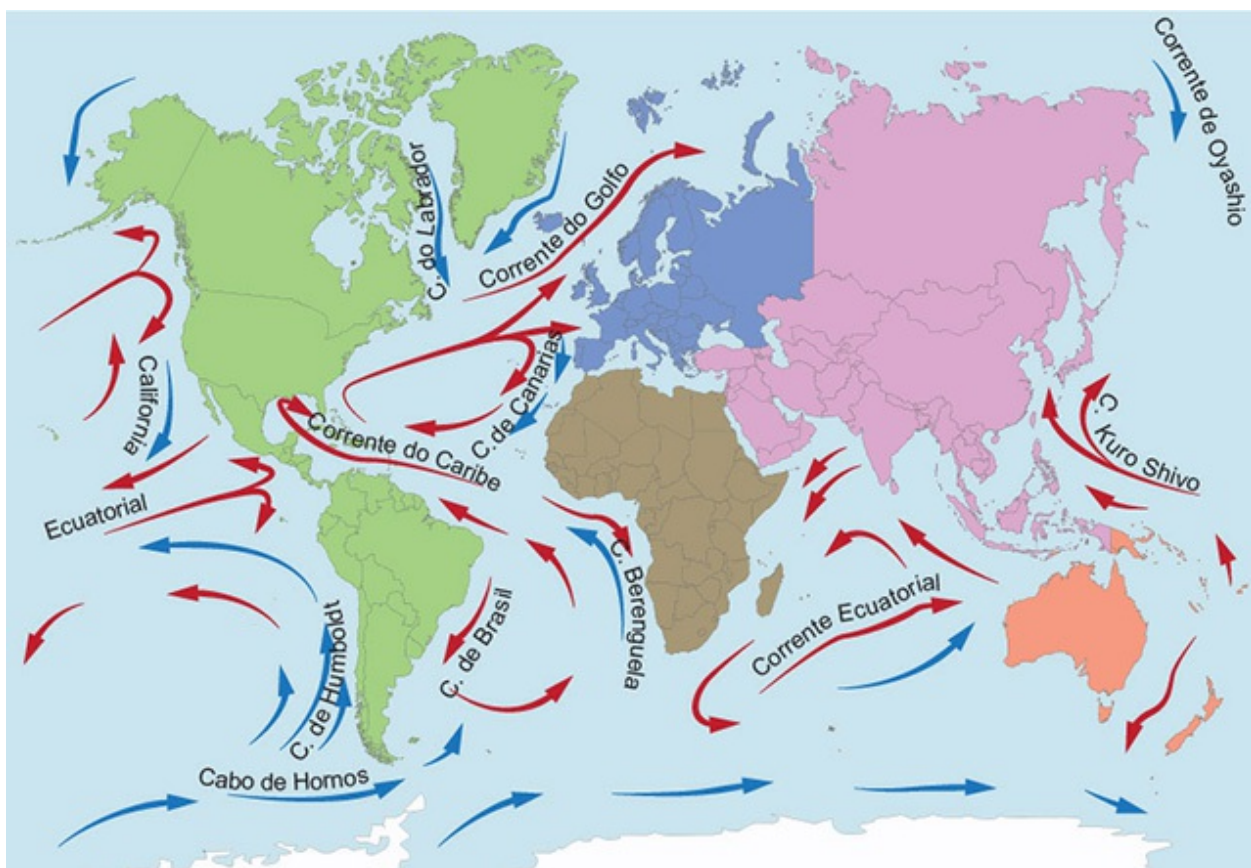 Corrente de Oyashio
C. do Labrador
Corrente do Golfo
California
C. de Canarias
Corrente do Caribe
C. Kuro Shivo
Ecuatorial
C. Berenguela
C. de Brasil
Corrente Ecuatorial
C. de Humboldt
Cabo de Hornos